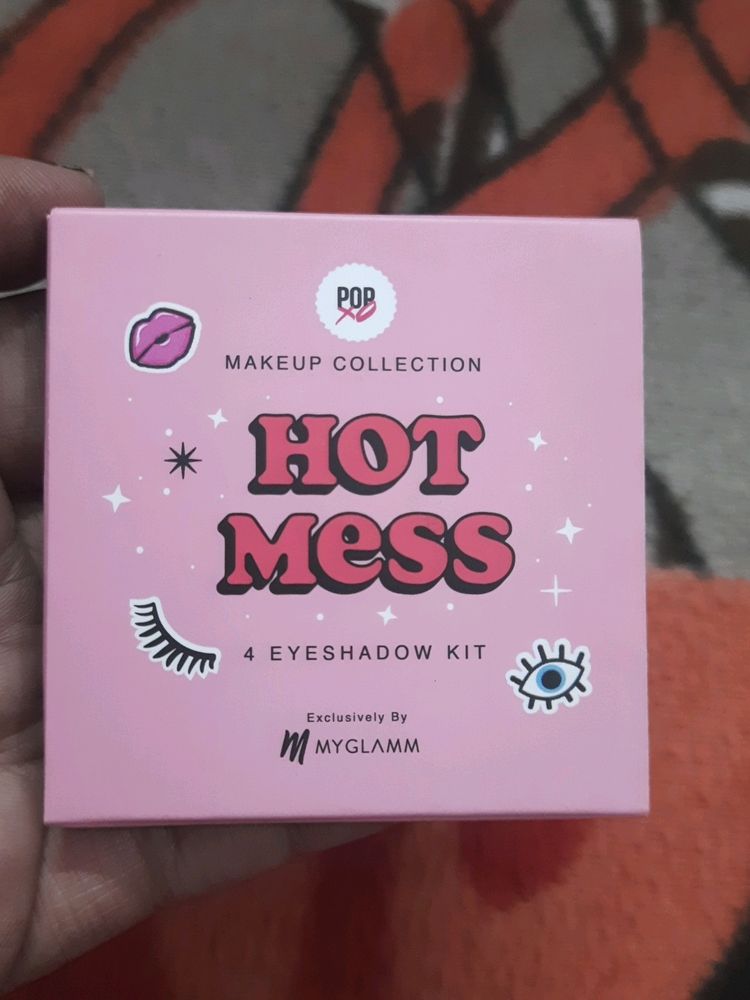 POP
XO
MAKEUP COLLECTION
HOT
MESS
4 EYESHADOW KIT
Exclusively By
M MYGLAMM